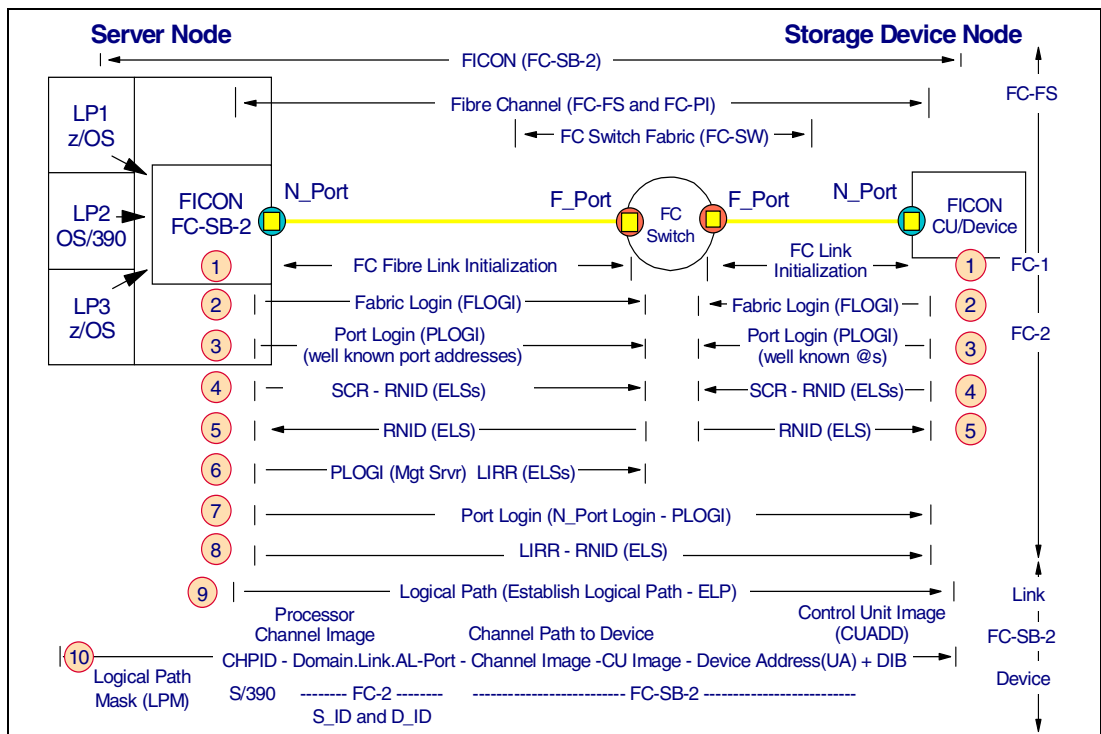 Server Node
Storage Device Node
FICON (FC-SB-2)
Fibre Channel (FC-FS and FC-PI)
FC-FS
FC Switch Fabric (FC-SW)
LP1
z/OS
LP2
OS/390
LP3
z/OS
FICON
FC-SB-2
N_Port
F_Port
FC
Switch
F_Port
N_Port
FICON
CU/Device
1
FC Fibre Link Initialization
FC Link
Initialization
1
FC-1
2
Fabric Login (FLOGI)
Fabric Login (FLOGI)
2
FC-2
3
Port Login (PLOGI)
(well known port addresses)
Port Login (PLOGI)
(well known @s)
3
4
SCR - RNID (ELSs)
SCR - RNID (ELSs)
4
5
RNID (ELS)
RNID (ELS)
5
6
PLOGI (Mgt Srvr) LIRR (ELSs)
7
Port Login (N_Port Login - PLOGI)
8
LIRR - RNID (ELS)
9
Logical Path (Establish Logical Path - ELP)
Link
Processor
Channel Image
Channel Path to Device
Control Unit Image
(CUADD)
FC-SB-2
10
CHPID - Domain.Link.AL-Port - Channel Image -CU Image - Device Address(UA) + DIB
Logical Path
Mask (LPM)
Device
S/390 -------- FC-2 -------- --------------------------- FC-SB-2 ---------------------------
S_ID and D_ID